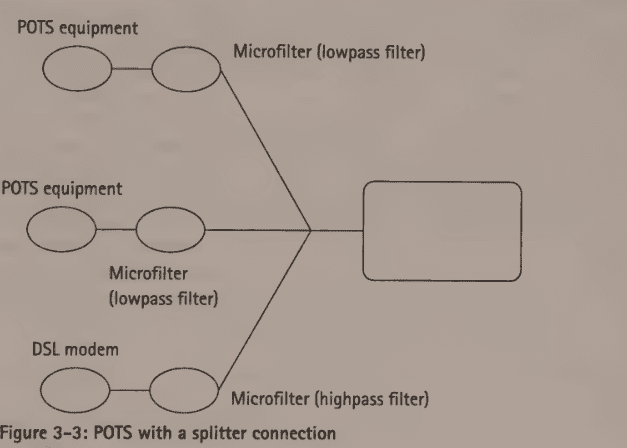 POTS equipment
Microfilter (lowpass filter)
POTS equipment
Microfilter
(lowpass filter)
DSL modem
Microfilter (highpass filter)
Figure 3-3: POTS with a splitter connection